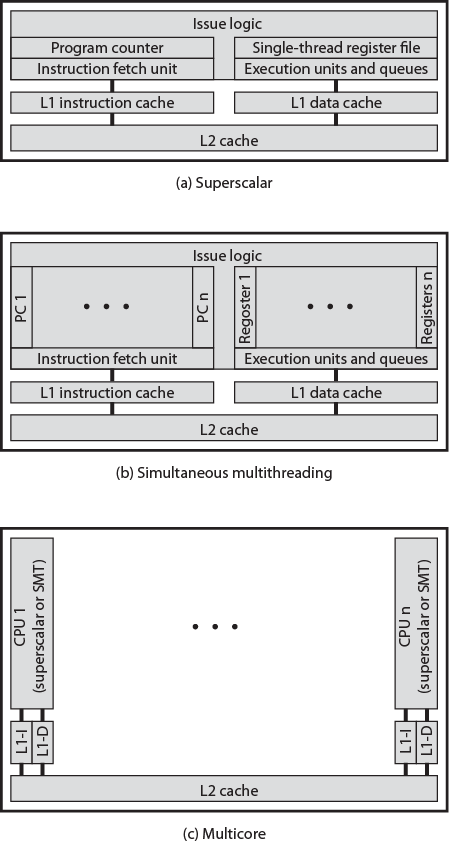 Issue logic
Program counter
Single-thread register file
Instruction fetch unit
Execution units and queues
L1 instruction cache
L1 data cache
L2 cache
(a) Superscalar
Issue logic
PC 1
PC n
Regoster 1
Registers n
Instruction fetch unit
Execution units and queues
L1 instruction cache
L1 data cache
L2 cache
(b) Simultaneous multithreading
CPU 1
(superscalar or SMT)
CPU n
(superscalar or SMT)
L1-I
L1-D
L1-I
L1-D
L2 cache
(c) Multicore